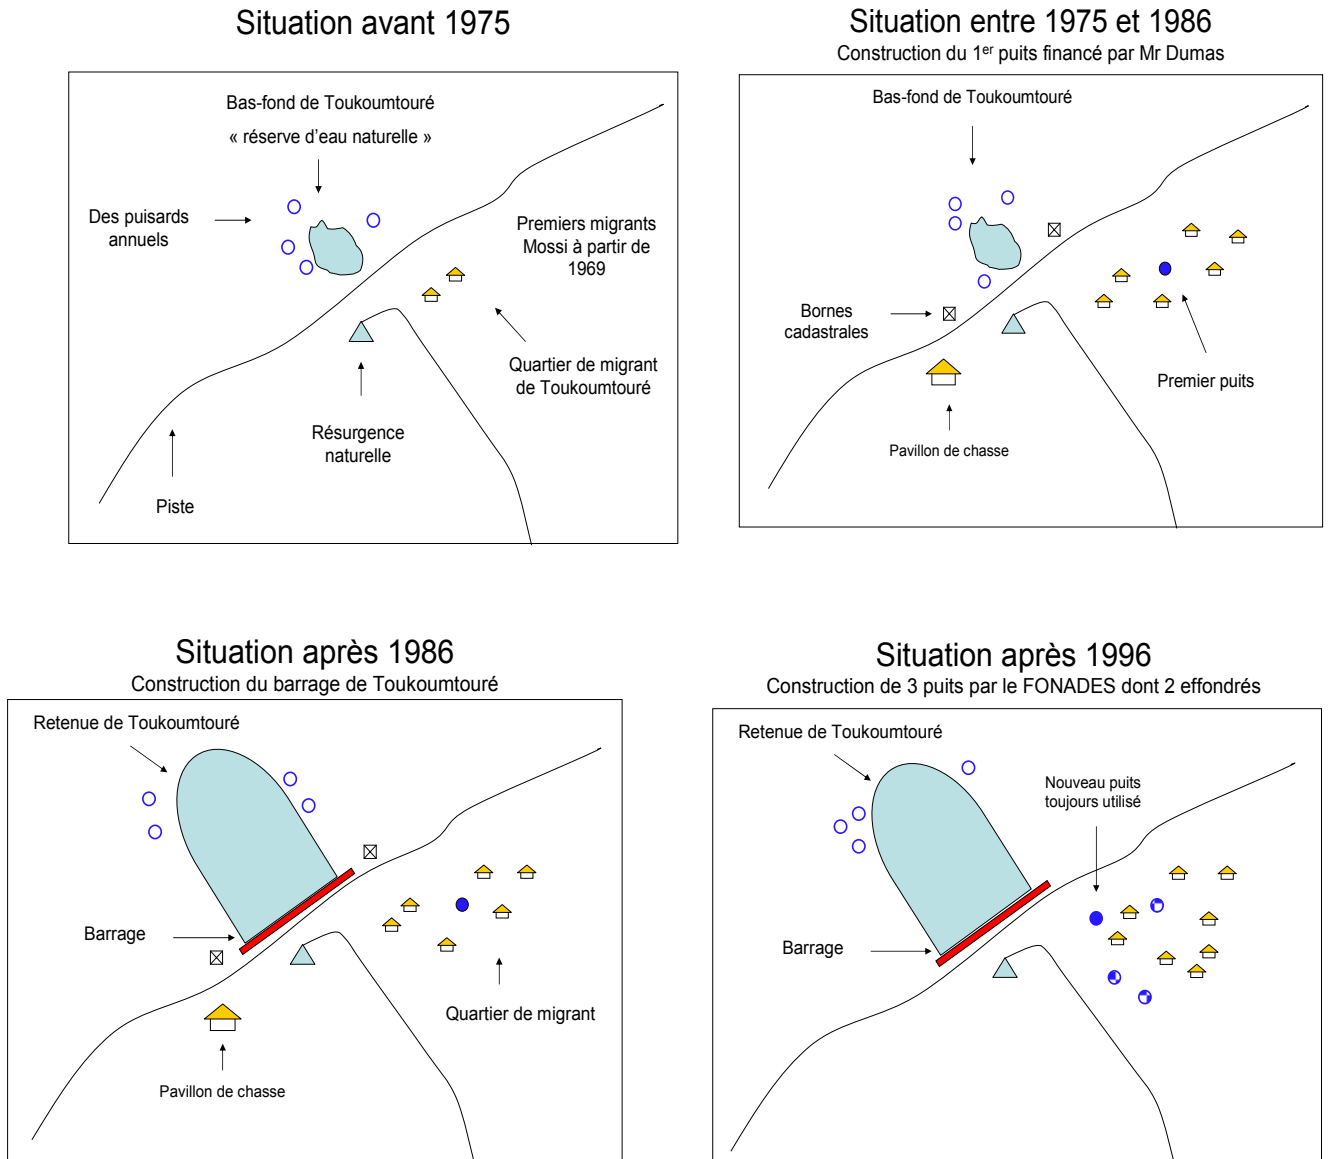 Situation avant 1975
Bas-fond de Toukoumtouré
« réserve d'eau naturelle »
Des puisards
annuels
Premiers migrants
Mossi à partir de
1969
Quartier de migrant
de Toukoumtouré
Résurgence
naturelle
Piste
Situation entre 1975 et 1986
Construction du 1er puits financé par Mr Dumas
Bas-fond de Toukoumtouré
Bornes
cadastrales
Premier puits
Pavillon de chasse
Situation après 1986
Construction du barrage de Toukoumtouré
Retenue de Toukoumtouré
Barrage
Quartier de migrant
Pavillon de chasse
Situation après 1996
Construction de 3 puits par le FONADES dont 2 effondrés
Retenue de Toukoumtouré
Nouveau puits
toujours utilisé
Barrage